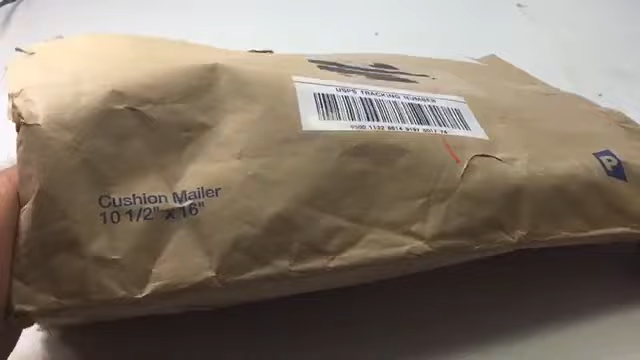 USPS TRACKING NUMBER
Cushion Mailer
10 1/2" x 16"
P